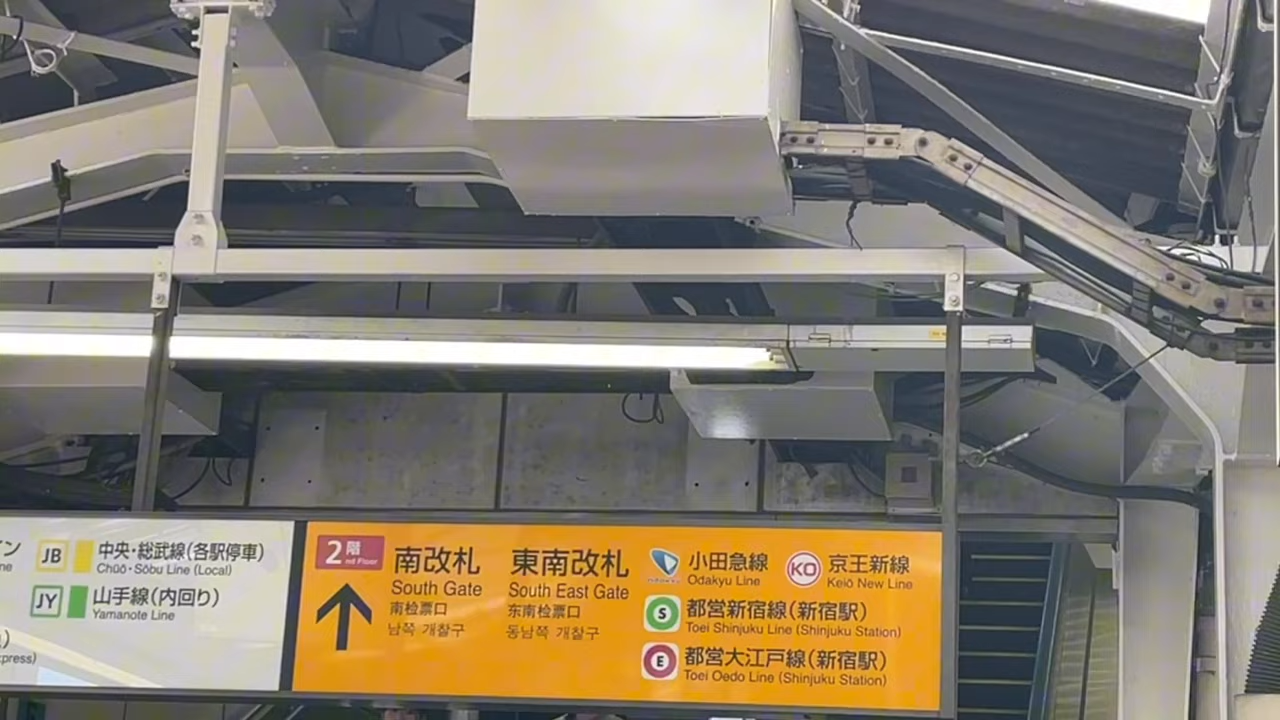 イン
ne
JB 中央・総武線(各駅停車)
Chūō-Sōbu Line (Local)
JY 山手線(内回り)
Yamanote Line
)
xpress)
2階
nd Floor
南改札
South Gate
南检票口
남쪽 개찰구
東南改札
South East Gate
东南检票口
동남쪽 개찰구
小田急線
Odakyu Line
KO 京王新線
Keiō New Line
S 都営新宿線(新宿駅)
Toei Shinjuku Line (Shinjuku Station)
E 都営大江戸線(新宿駅)
Toei Oedo Line (Shinjuku Station)